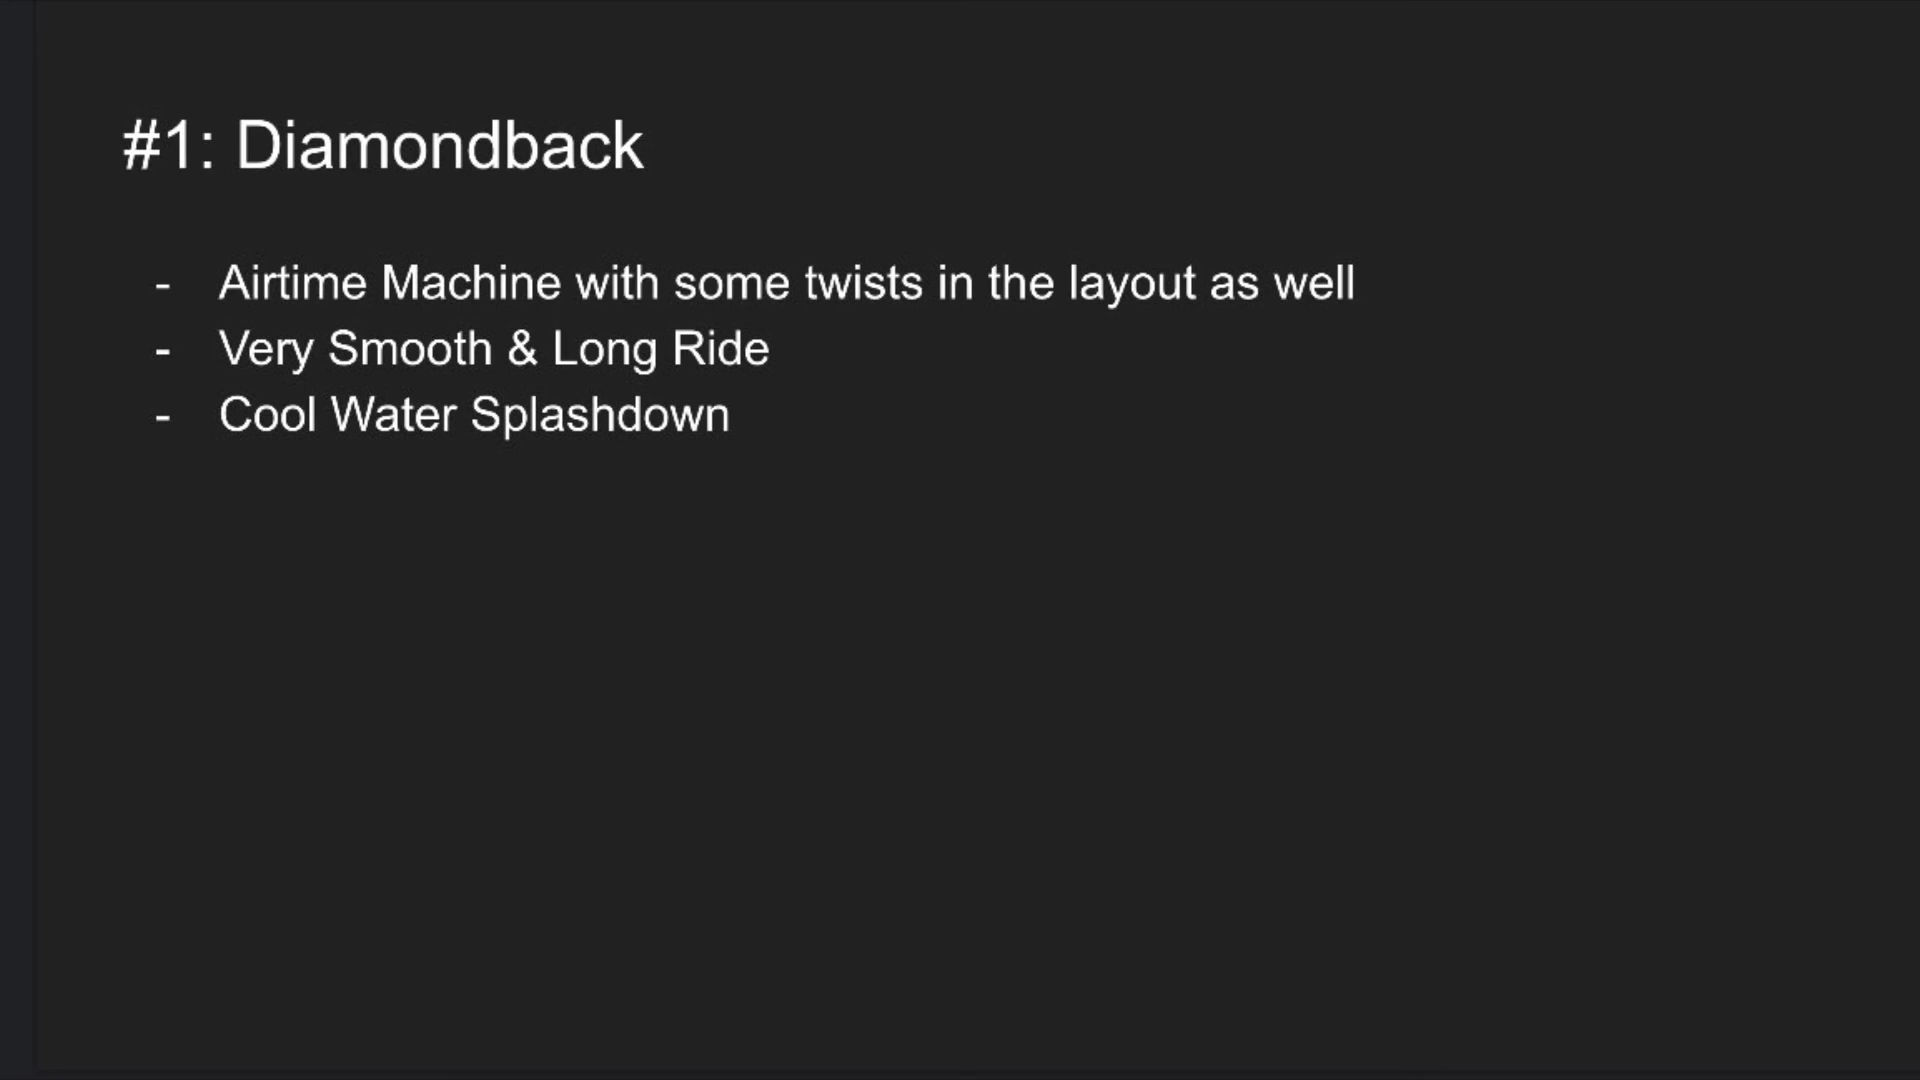 #1: Diamondback
- Airtime Machine with some twists in the layout as well
- Very Smooth & Long Ride
- Cool Water Splashdown